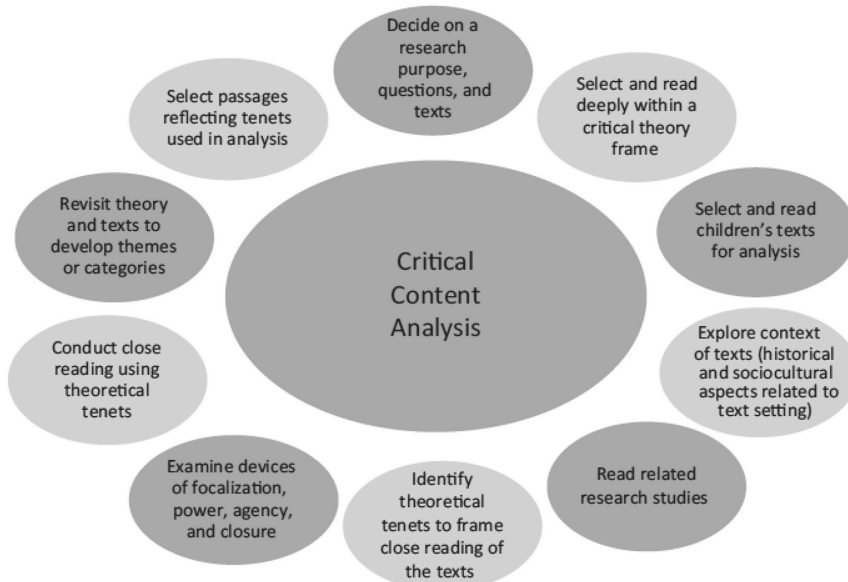 Decide on a
research
purpose,
questions, and
texts
Select and read
deeply within a
critical theory
frame
Select and read
children’s texts
for analysis
Explore context
of texts (historical
and sociocultural
aspects related to
text setting)
Read related
research studies
Identify
theoretical
tenets to frame
close reading of
the texts
Examine devices
of focalization,
power, agency,
and closure
Conduct close
reading using
theoretical
tenets
Revisit theory
and texts to
develop themes
or categories
Select passages
reflecting tenets
used in analysis
Critical
Content
Analysis